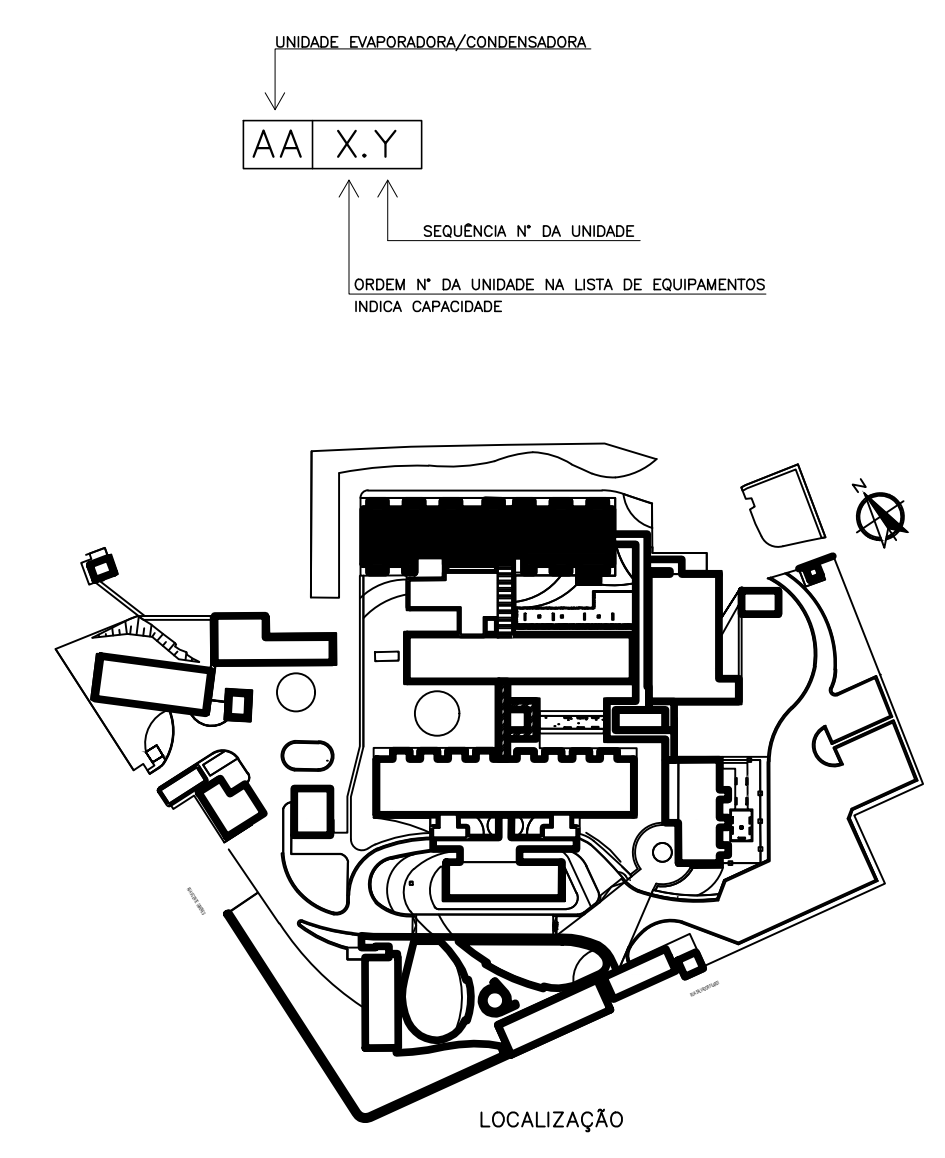 UNIDADE EVAPORADORA/CONDENSADORA
AA X.Y
SEQUÊNCIA N° DA UNIDADE
ORDEM N° DA UNIDADE NA LISTA DE EQUIPAMENTOS
INDICA CAPACIDADE
N
LOCALIZAÇÃO